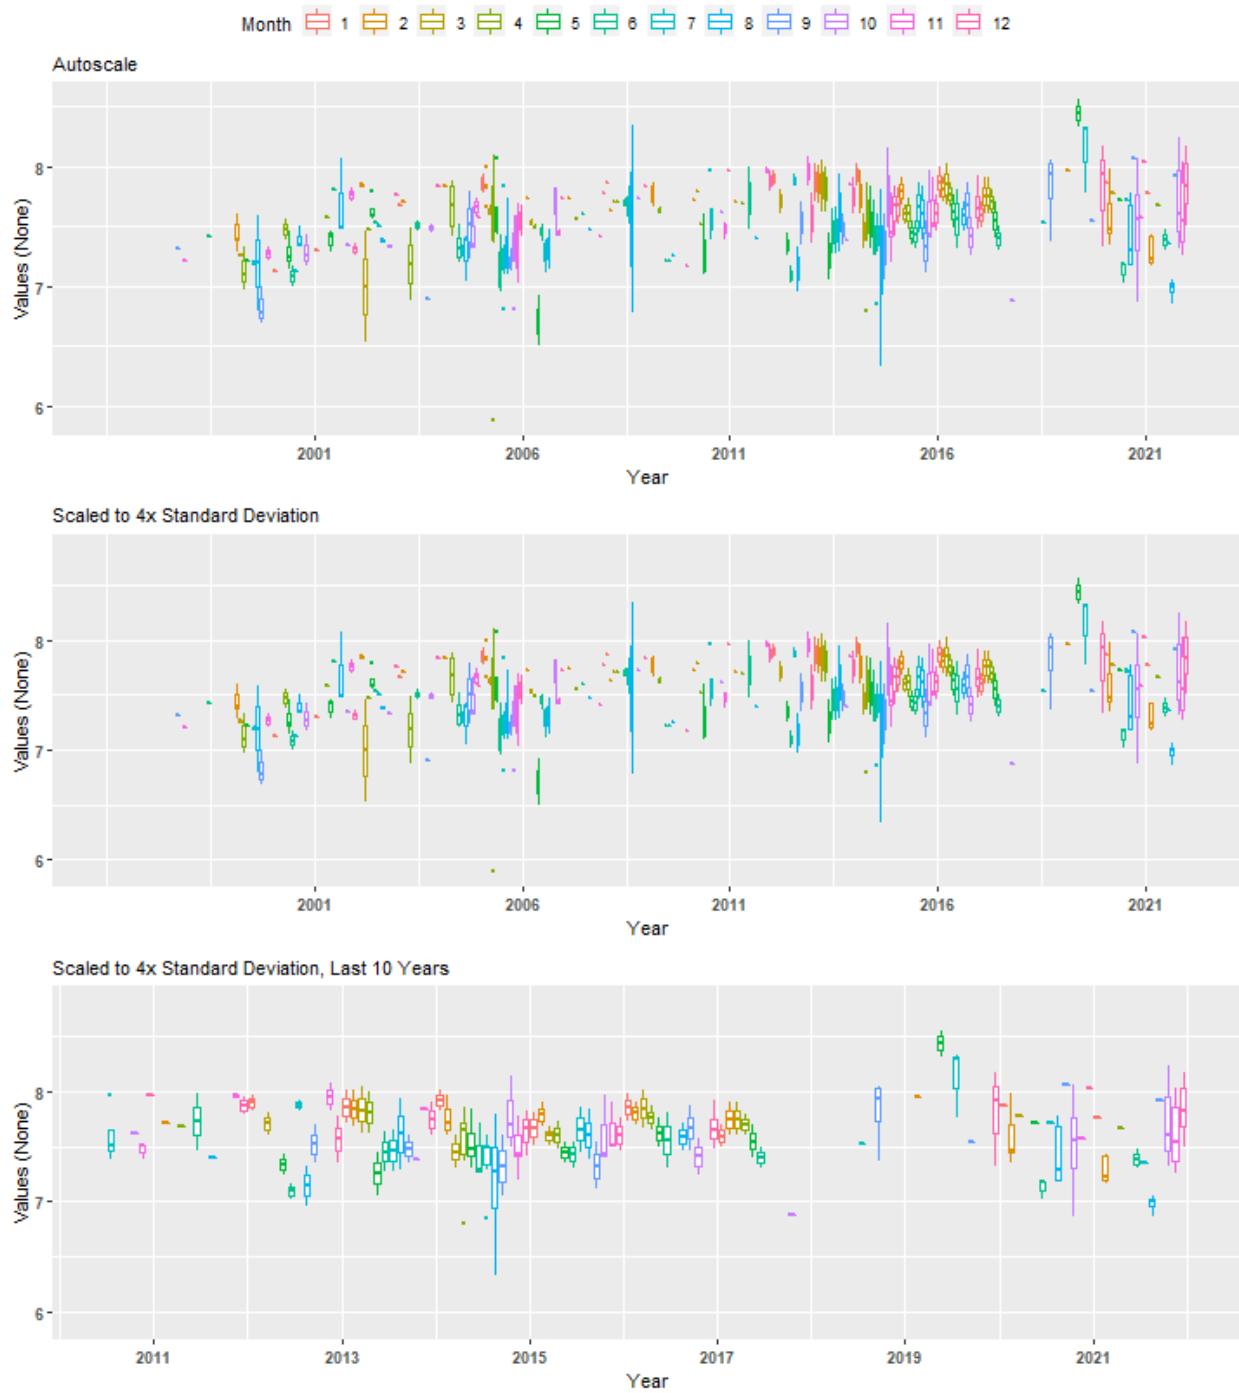 Month 1 2 3 4 5 6 7 8 9 10 11 12
Autoscale
Values (None)
8
7
6
2001 2006 2011 2016 2021
Year
Scaled to 4x Standard Deviation
Values (None)
8
7
6
2001 2006 2011 2016 2021
Year
Scaled to 4x Standard Deviation, Last 10 Years
Values (None)
8
7
6
2011 2013 2015 2017 2019 2021
Year